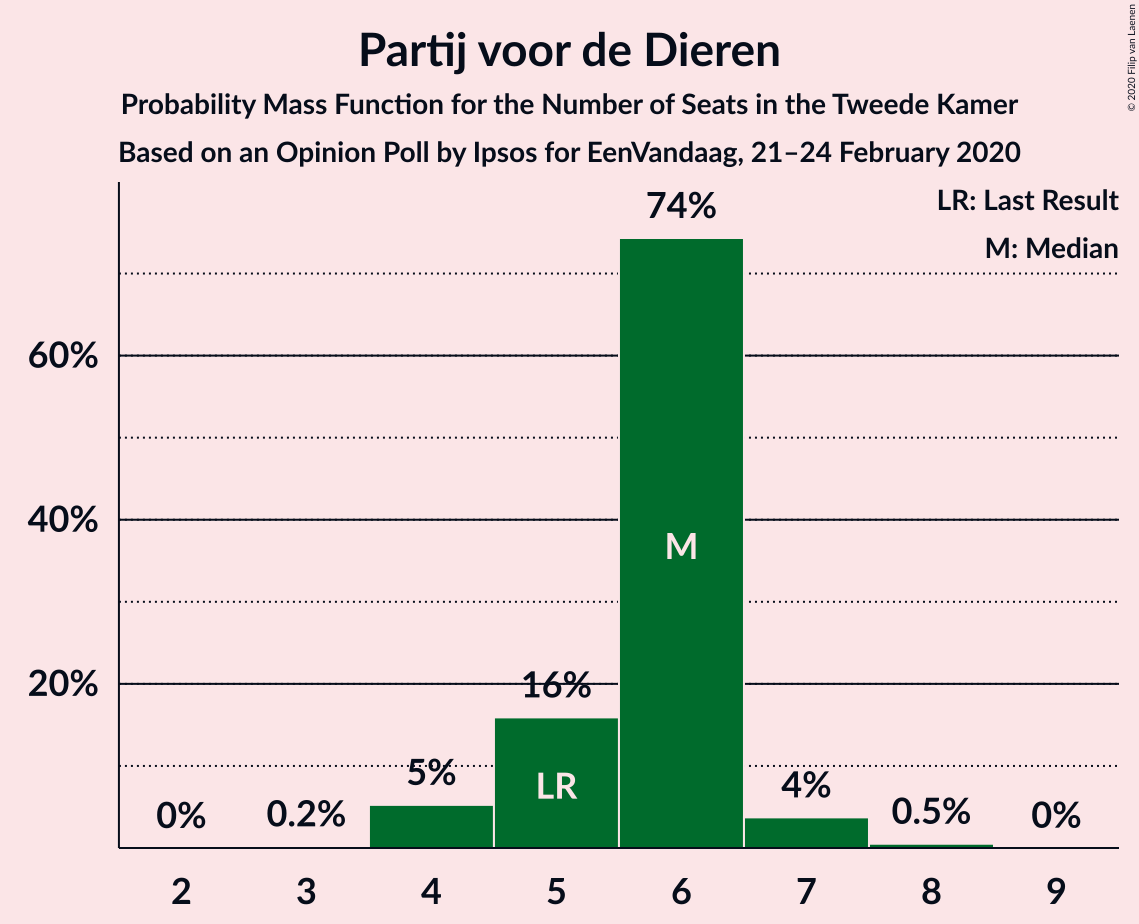 Partij voor de Dieren
Probability Mass Function for the Number of Seats in the Tweede Kamer
Based on an Opinion Poll by Ipsos for EenVandaag, 21–24 February 2020
© 2020 Filip van Laenen
LR: Last Result
M: Median
74%
60%
40%
M
20%
16%
5%
LR
4%
0%
0.2%
0.5%
0%
2 3 4 5 6 7 8 9